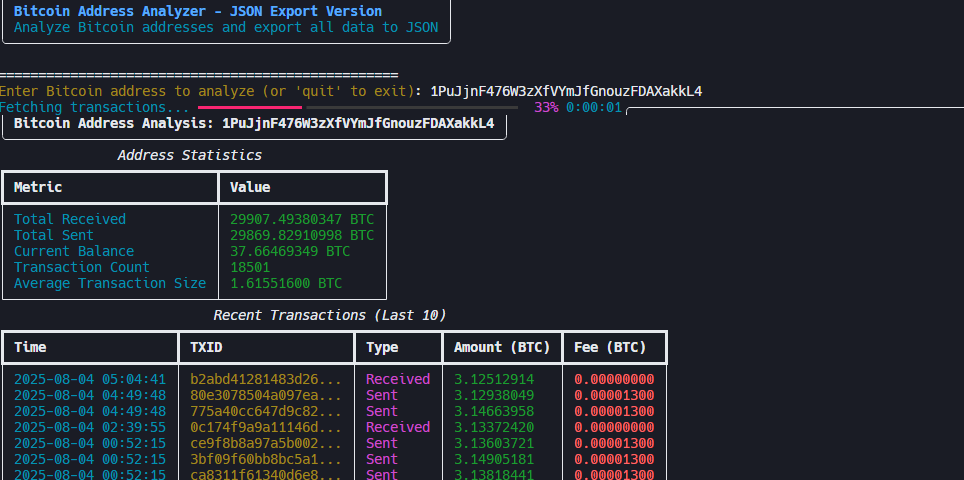 Bitcoin Address Analyzer - JSON Export Version
Analyze Bitcoin addresses and export all data to JSON
==================================================
Enter Bitcoin address to analyze (or 'quit' to exit): 1PuJjnF476W3zXfVYmJfGnouzFDAXakkL4
Fetching transactions... 33% 0:00:01
Bitcoin Address Analysis: 1PuJjnF476W3zXfVYmJfGnouzFDAXakkL4
Address Statistics
Metric Value
Total Received 29907.49380347 BTC
Total Sent 29869.82910998 BTC
Current Balance 37.66469349 BTC
Transaction Count 18501
Average Transaction Size 1.61551600 BTC
Recent Transactions (Last 10)
Time TXID Type Amount (BTC) Fee (BTC)
2025-08-04 05:04:41 b2abd41281483d26... Received 3.12512914 0.00000000
2025-08-04 04:49:48 80e3078504a097ea... Sent 3.12938049 0.00001300
2025-08-04 04:49:48 775a40cc647d9c82... Sent 3.14663958 0.00001300
2025-08-04 02:39:55 0c174f9a9a11146d... Received 3.13372420 0.00000000
2025-08-04 00:52:15 ce9f8b8a97a5b002... Sent 3.13603721 0.00001300
2025-08-04 00:52:15 3bf09f60bb8bc5a1... Sent 3.14905181 0.00001300
2025-08-04 00:52:15 ca8311f61340d6e8... Sent 3.13818441 0.00001300